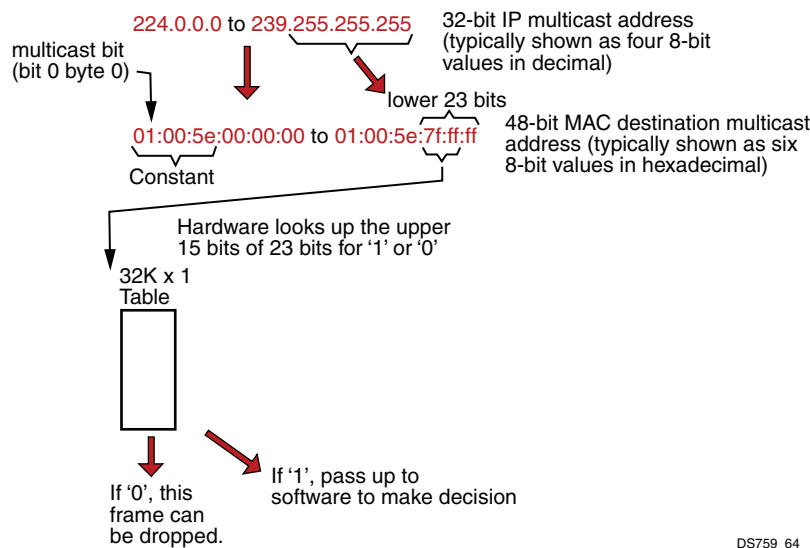 224.0.0.0 to 239.255.255.255
32-bit IP multicast address
(typically shown as four 8-bit
values in decimal)
multicast bit
(bit 0 byte 0)
lower 23 bits
01:00:5e:00:00:00 to 01:00:5e:7f:ff:ff
48-bit MAC destination multicast
address (typically shown as six
8-bit values in hexadecimal)
Constant
Hardware looks up the upper
15 bits of 23 bits for ‘1’ or ‘0’
32K x 1
Table
If ‘0’, this
frame can
be dropped.
If ‘1’, pass up to
software to make decision
DS759_64